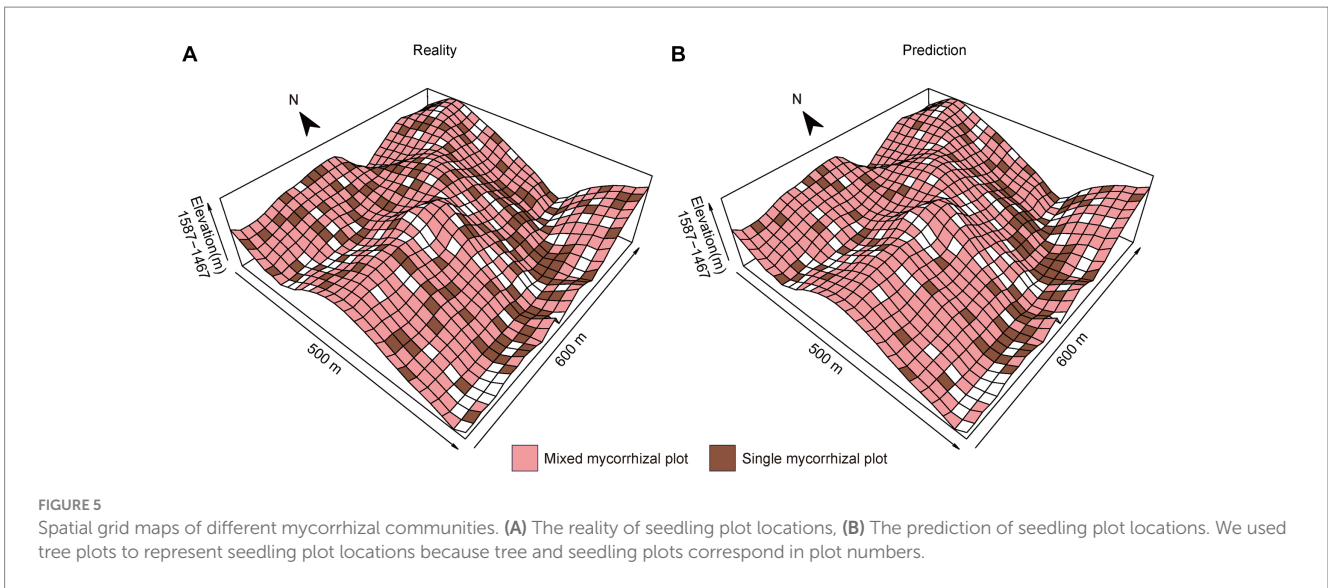 A
Reality
N
Elevation(m)
1587–1467
500 m
600 m
B
Prediction
N
Elevation(m)
1587–1467
500 m
600 m
Mixed mycorrhizal plot
Single mycorrhizal plot
FIGURE 5
Spatial grid maps of different mycorrhizal communities. (A) The reality of seedling plot locations, (B) The prediction of seedling plot locations. We used
tree plots to represent seedling plot locations because tree and seedling plots correspond in plot numbers.